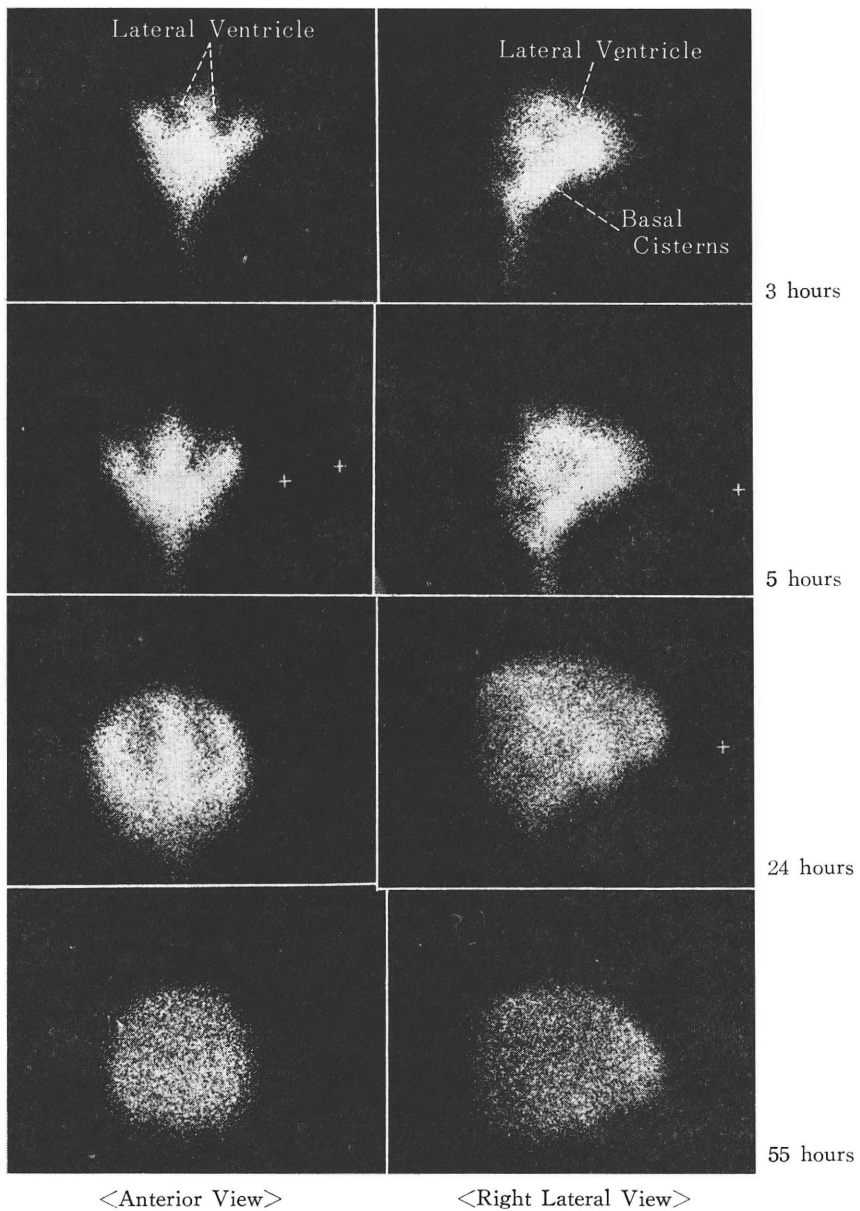 Lateral Ventricle
Lateral Ventricle
Basal
Cisterns
3 hours
5 hours
24 hours
55 hours
<Anterior View>
<Right Lateral View>